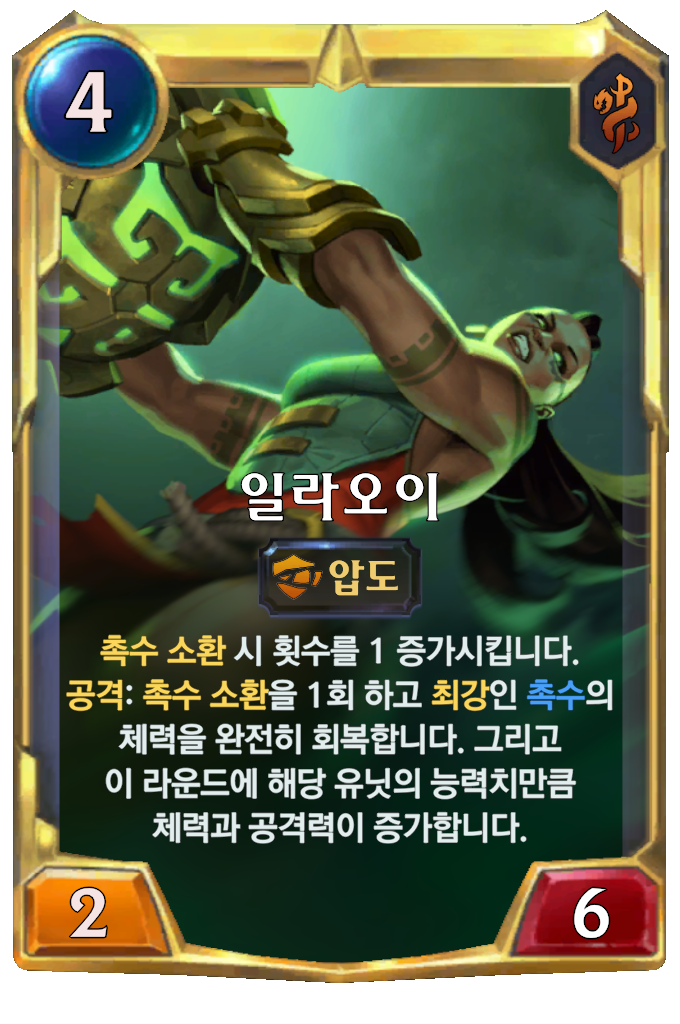 4
일라오이
압도
촉수 소환 시 횟수를 1 증가시킵니다.
공격: 촉수 소환을 1회 하고 최강인 촉수의
체력을 완전히 회복합니다. 그리고
이 라운드에 해당 유닛의 능력치만큼
체력과 공격력이 증가합니다.
2
6